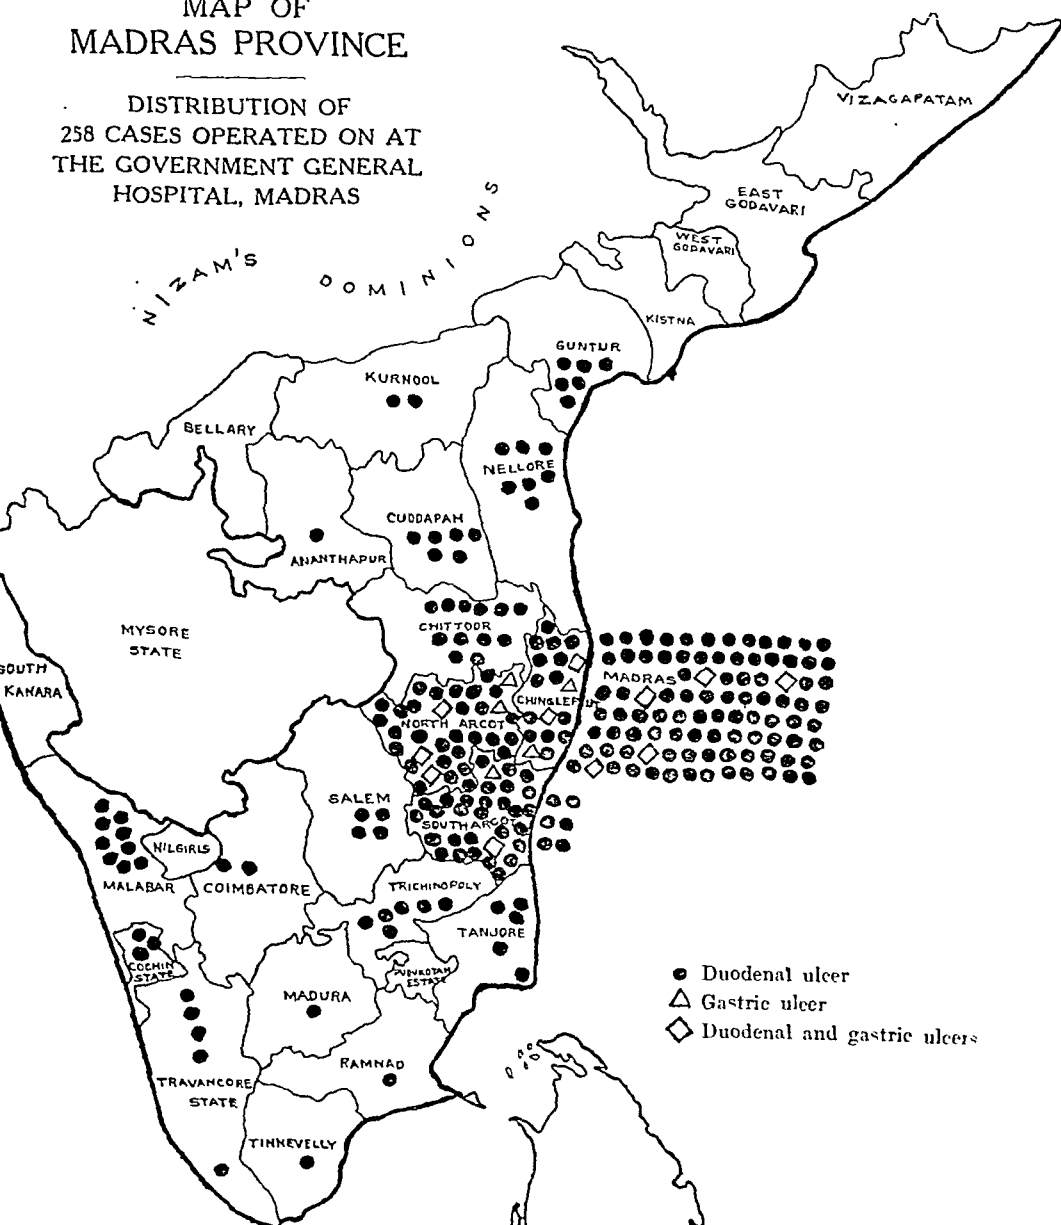 MAP OF
MADRAS PROVINCE
DISTRIBUTION OF
258 CASES OPERATED ON AT
THE GOVERNMENT GENERAL
HOSPITAL, MADRAS
NIZAM'S DOMINIONS
VIZAGAPATAM
EAST
GODAVARI
WEST
GODAVARI
KISTNA
GUNTUR
KURNOOL
BELLARY
NELLORE
CUDDAPAH
ANANTHAPUR
CHITTOOR
MYSORE
STATE
SOUTH
KANARA
MADRAS
CHINGLEPUT
NORTH ARCOT
SALEM
SOUTH ARCOT
NILGIRIS
MALABAR
COIMBATORE
TRICHINOPOLY
TANJORE
COCHIN
STATE
PUDUKOTAH
ESTATE
MADURA
RAMNAD
TRAVANCORE
STATE
TINNEVELLY
Duodenal ulcer
Gastric ulcer
Duodenal and gastric ulcers